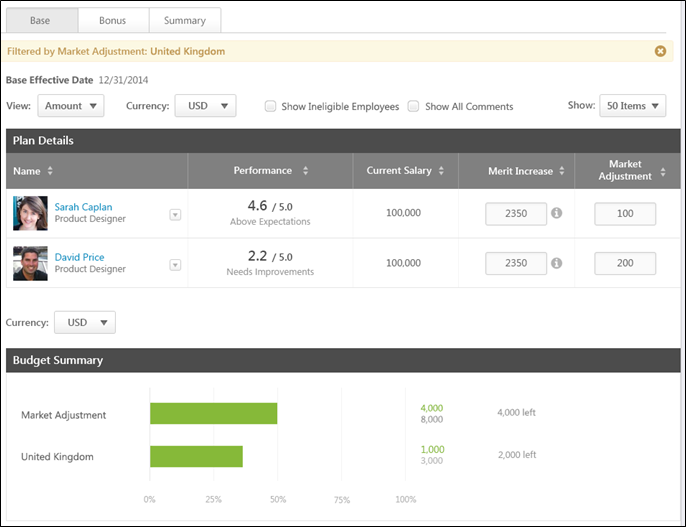 Base Bonus Summary
Filtered by Market Adjustment: United Kingdom
Base Effective Date 12/31/2014
View: Amount Currency: USD Show Ineligible Employees Show All Comments Show: 50 Items
Plan Details
Name Performance Current Salary Merit Increase Market Adjustment
Sarah Caplan
Product Designer
4.6 / 5.0
Above Expectations
100,000 2350 100
David Price
Product Designer
2.2 / 5.0
Needs Improvements
100,000 2350 200
Currency: USD
Budget Summary
Market Adjustment 4,000 4,000 left
8,000
United Kingdom 1,000 2,000 left
3,000
0% 25% 50% 75% 100%